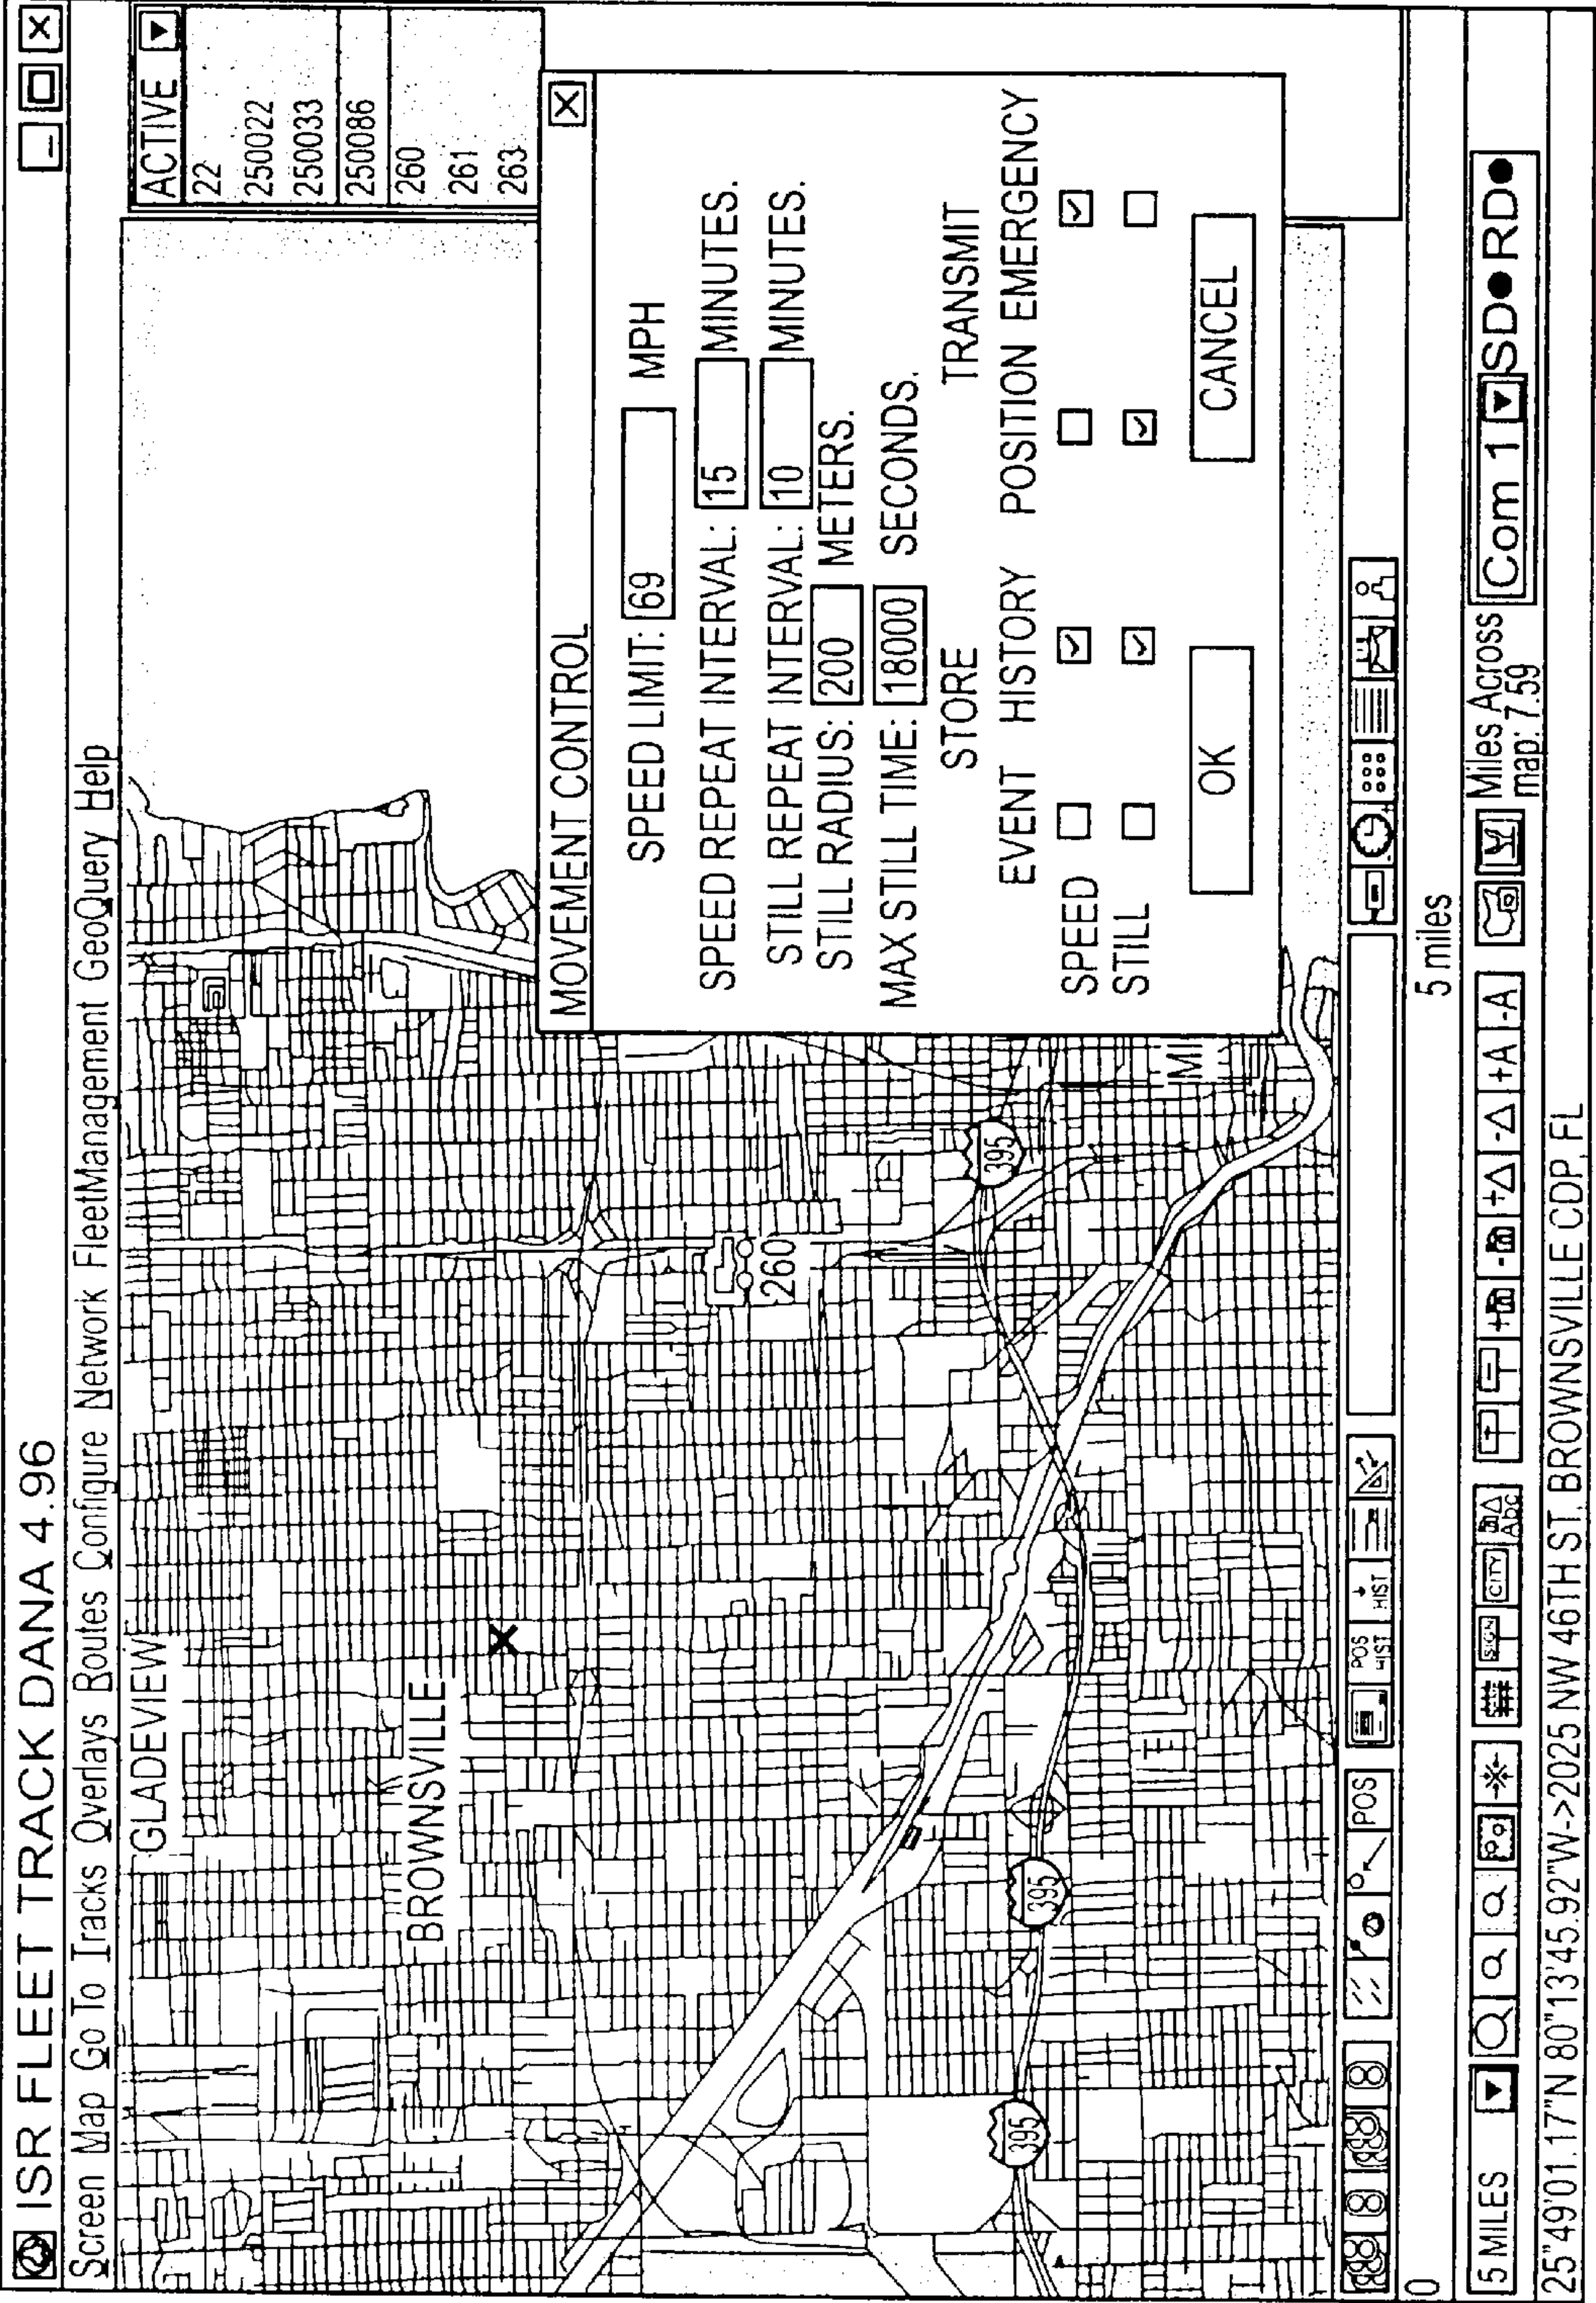 ISR FLEET TRACK DANA 4.96
Screen Map Go To Tracks Overlays Routes Configure Network FleetManagement GeoQuery Help
GLADEVIEW
BROWNSVILLE
260
395
395
395
MI
ACTIVE
22
250022
250033
250086
260
261
263
MOVEMENT CONTROL
SPEED LIMIT: 69 MPH
SPEED REPEAT INTERVAL: 15 MINUTES.
STILL REPEAT INTERVAL: 10 MINUTES.
STILL RADIUS: 200 METERS.
MAX STILL TIME: 18000 SECONDS.
STORE TRANSMIT
EVENT HISTORY POSITION EMERGENCY
SPEED
STILL
OK CANCEL
POS POS HIST HIST
0 5 miles
5 MILES SIGN CITY Abc +A -A Miles Across map: 7.59 Com 1 SD RD
25"49'01.17"N 80"13'45.92"W->2025 NW 46TH ST, BROWNSVILLE CDP, FL